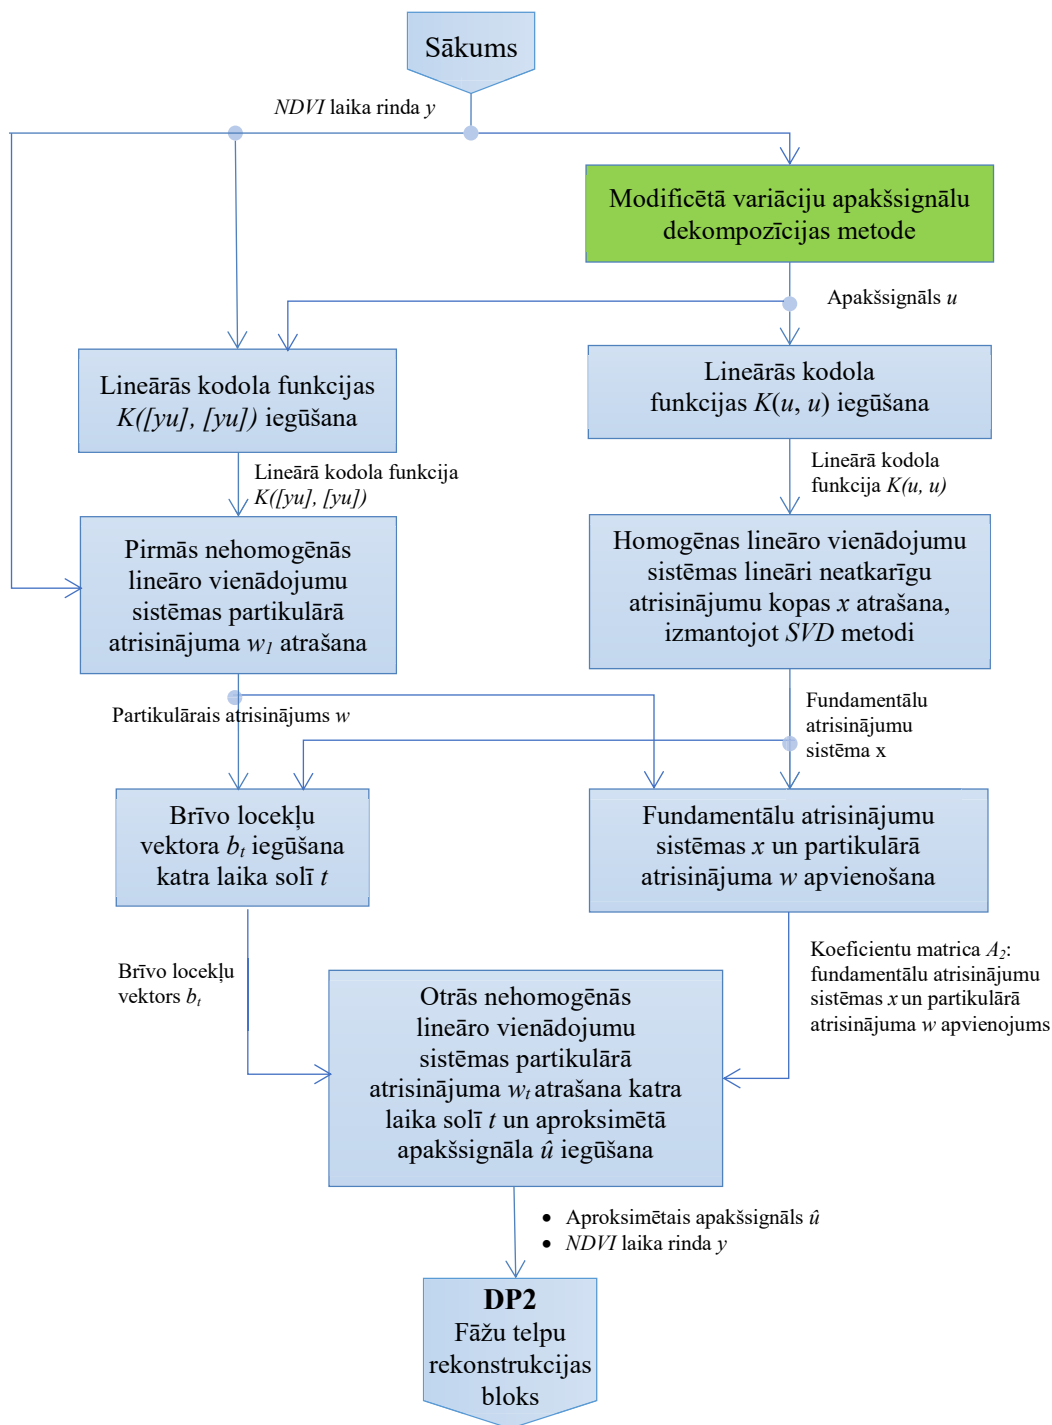 Sākums
NDVI laika rinda y
Modificētā variāciju apakšsignālu
dekompozīcijas metode
Apakšsignāls u
Lineārās kodola funkcijas
K([yu], [yu]) iegūšana
Lineārās kodola
funkcijas K(u, u) iegūšana
Lineārā kodola funkcija
K([yu], [yu])
Lineārā kodola
funkcija K(u, u)
Pirmās nehomogēnās
lineāro vienādojumu
sistēmas partikulārā
atrisinājuma w1 atrašana
Homogēnas lineāro vienādojumu
sistēmas lineāri neatkarīgu
atrisinājumu kopas x atrašana,
izmantojot SVD metodi
Partikulārais atrisinājums w
Fundamentālu
atrisinājumu
sistēma x
Brīvo locekļu
vektora bt iegūšana
katra laika solī t
Fundamentālu atrisinājumu
sistēmas x un partikulārā
atrisinājuma w apvienošana
Brīvo locekļu
vektors bt
Koeficientu matrica A2:
fundamentālu atrisinājumu
sistēmas x un partikulārā
atrisinājuma w apvienojums
Otrās nehomogēnās
lineāro vienādojumu
sistēmas partikulārā
atrisinājuma wt atrašana katra
laika solī t un aproksimētā
apakšsignāla û iegūšana
• Aproksimētais apakšsignāls û
• NDVI laika rinda y
DP2
Fāžu telpu
rekonstrukcijas
bloks